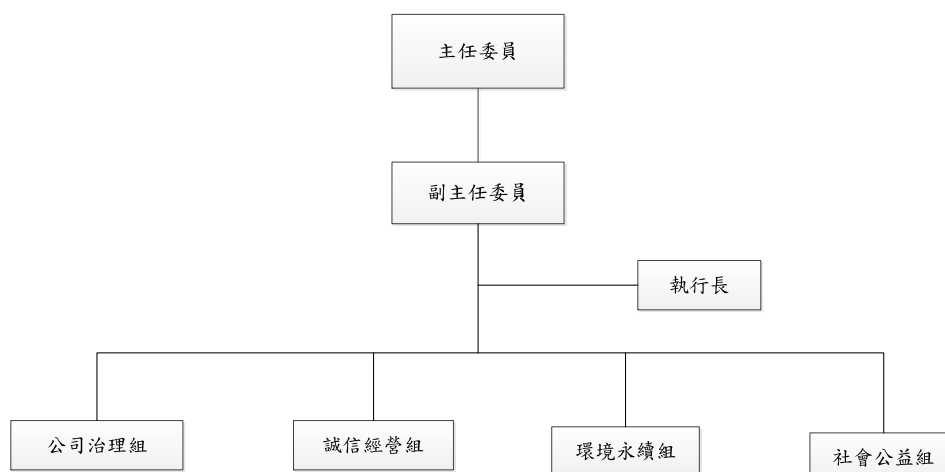 主任委員
副主任委員
執行長
公司治理組
誠信經營組
環境永續組
社會公益組